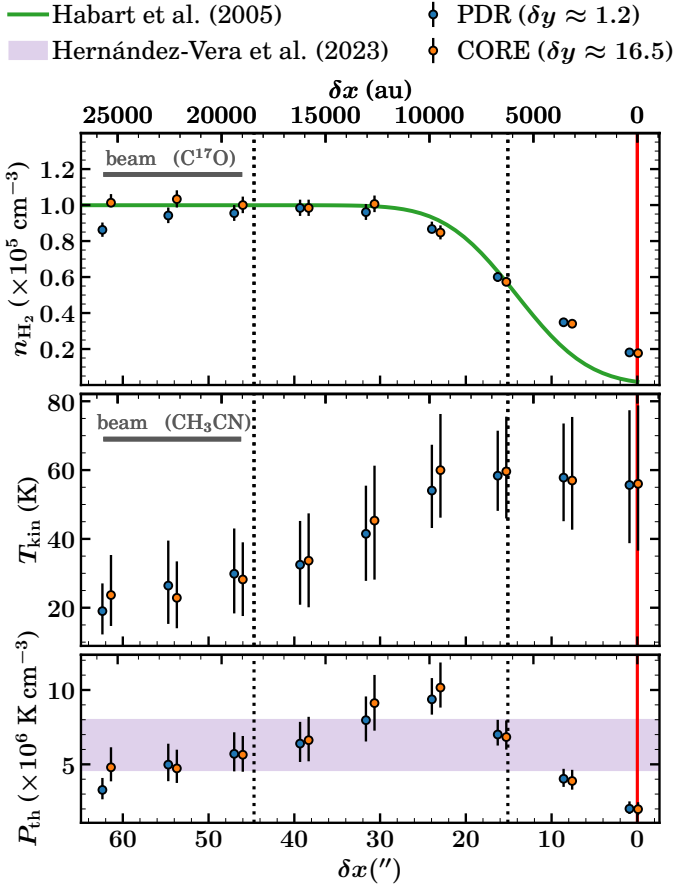 Habart et al. (2005)
Hernández-Vera et al. (2023)
PDR (δy ≈ 1.2)
CORE (δy ≈ 16.5)
δx (au)
25000 20000 15000 10000 5000 0
beam (C¹⁷O)
n_H₂ (×10⁵ cm⁻³)
1.2
1.0
0.8
0.6
0.4
0.2
beam (CH₃CN)
T_kin (K)
80
60
40
20
P_th (×10⁶ K cm⁻³)
10
5
60 50 40 30 20 10 0
δx('')